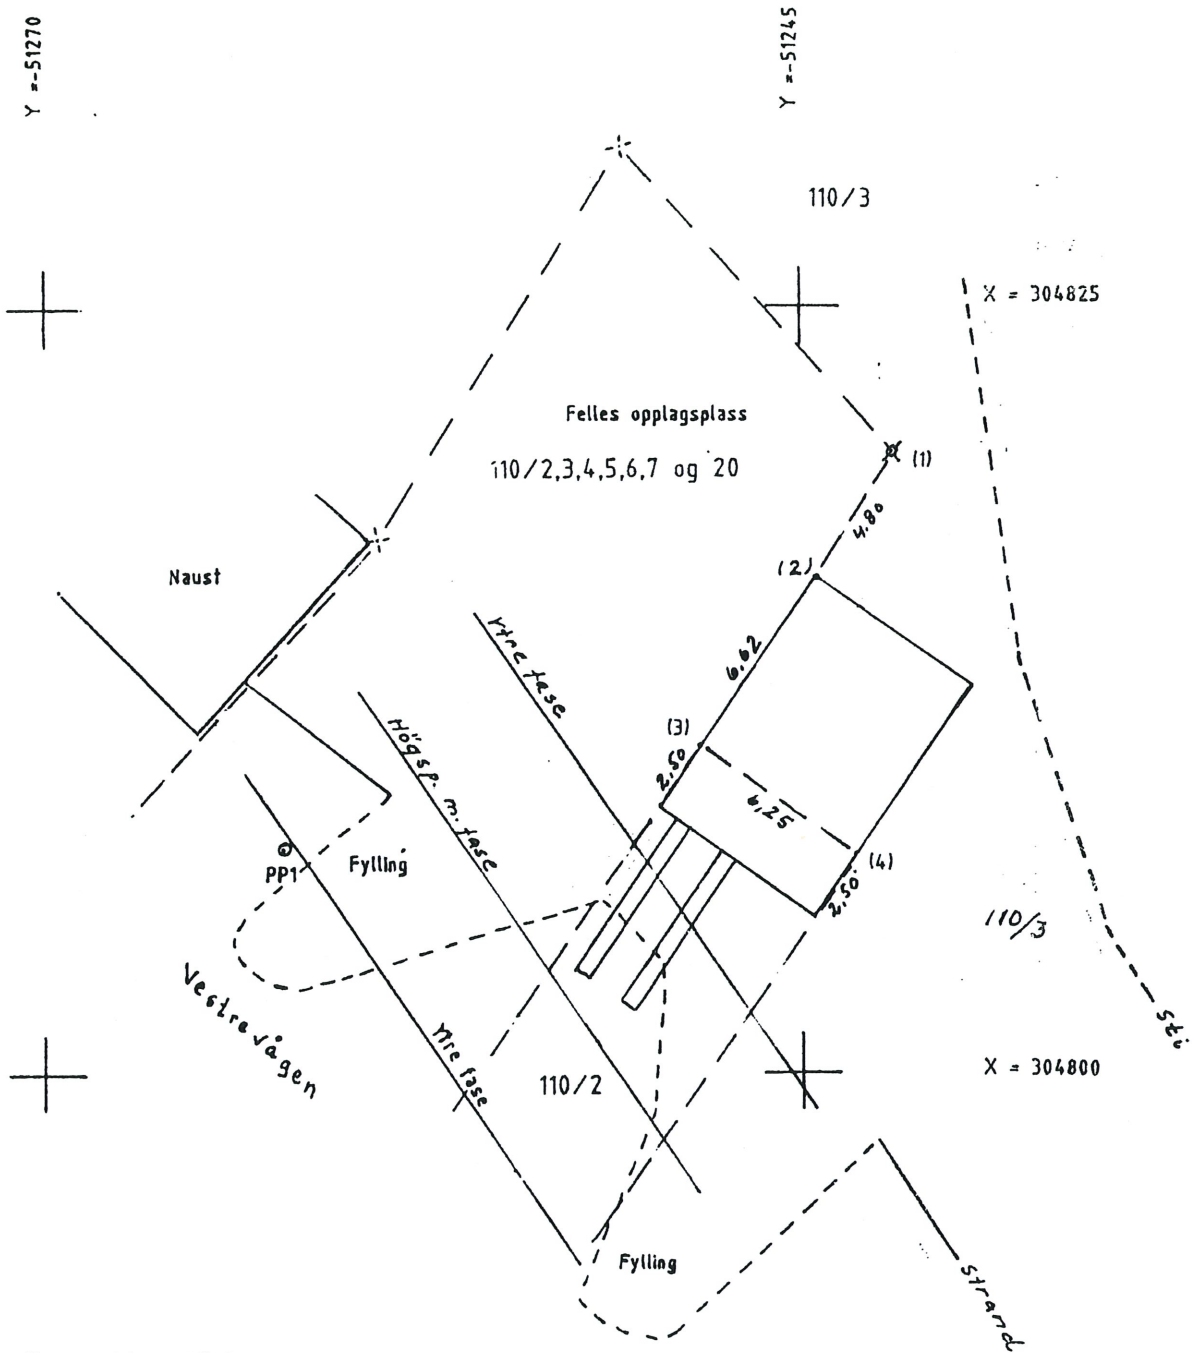 Y =-51270
Y =-51245
110/3
X = 304825
Felles opplagsplass
110/2,3,4,5,6,7 og 20
(1)
4.80
(2)
Naust
6.62
Ytre fase
(3)
Högsp. m. fase
2.50
6,25
(4)
Fylling
PP1
2.50
110/3
Vestrevågen
Sti
Ytre fase
110/2
X = 304800
Fylling
Strand